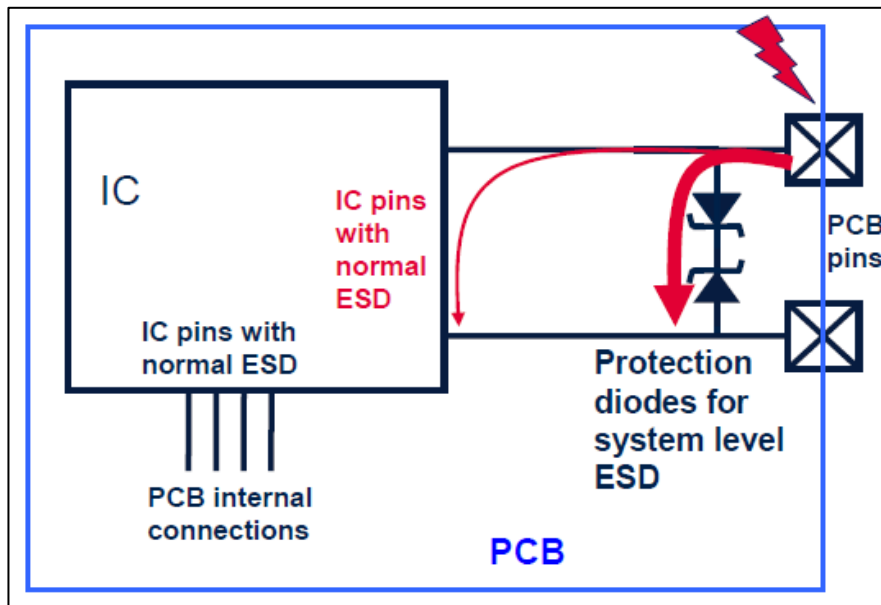 IC
IC pins
with
normal
ESD
PCB
pins
IC pins with
normal ESD
Protection
diodes for
system level
ESD
PCB internal
connections
PCB